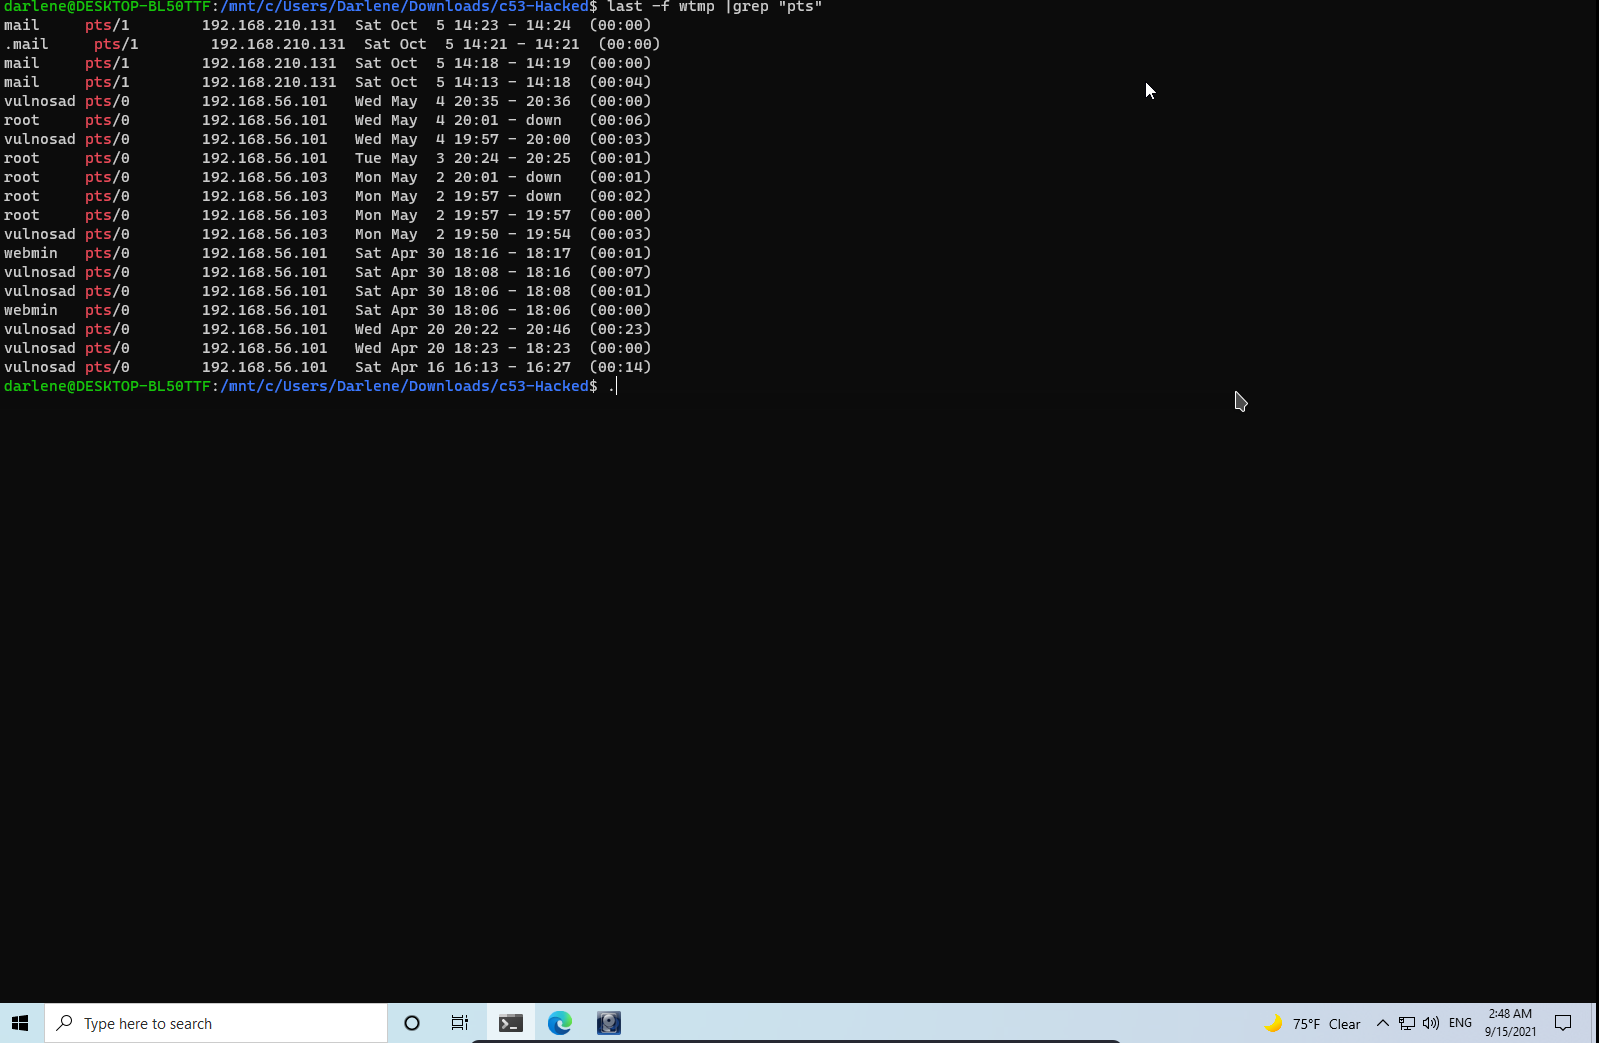 darlene@DESKTOP-BL50TTF:/mnt/c/Users/Darlene/Downloads/c53-Hacked$ last -f wtmp |grep "pts"
mail     pts/1        192.168.210.131  Sat Oct  5 14:23 - 14:24  (00:00)
.mail     pts/1        192.168.210.131  Sat Oct  5 14:21 - 14:21  (00:00)
mail     pts/1        192.168.210.131  Sat Oct  5 14:18 - 14:19  (00:00)
mail     pts/1        192.168.210.131  Sat Oct  5 14:13 - 14:18  (00:04)
vulnosad pts/0        192.168.56.101   Wed May  4 20:35 - 20:36  (00:00)
root     pts/0        192.168.56.101   Wed May  4 20:01 - down   (00:06)
vulnosad pts/0        192.168.56.101   Wed May  4 19:57 - 20:00  (00:03)
root     pts/0        192.168.56.101   Tue May  3 20:24 - 20:25  (00:01)
root     pts/0        192.168.56.103   Mon May  2 20:01 - down   (00:01)
root     pts/0        192.168.56.103   Mon May  2 19:57 - down   (00:02)
root     pts/0        192.168.56.103   Mon May  2 19:57 - 19:57  (00:00)
vulnosad pts/0        192.168.56.103   Mon May  2 19:50 - 19:54  (00:03)
webmin   pts/0        192.168.56.101   Sat Apr 30 18:16 - 18:17  (00:01)
vulnosad pts/0        192.168.56.101   Sat Apr 30 18:08 - 18:16  (00:07)
vulnosad pts/0        192.168.56.101   Sat Apr 30 18:06 - 18:08  (00:01)
webmin   pts/0        192.168.56.101   Sat Apr 30 18:06 - 18:06  (00:00)
vulnosad pts/0        192.168.56.101   Wed Apr 20 20:22 - 20:46  (00:23)
vulnosad pts/0        192.168.56.101   Wed Apr 20 18:23 - 18:23  (00:00)
vulnosad pts/0        192.168.56.101   Sat Apr 16 16:13 - 16:27  (00:14)
darlene@DESKTOP-BL50TTF:/mnt/c/Users/Darlene/Downloads/c53-Hacked$ .
Type here to search
75°F Clear
ENG
2:48 AM
9/15/2021